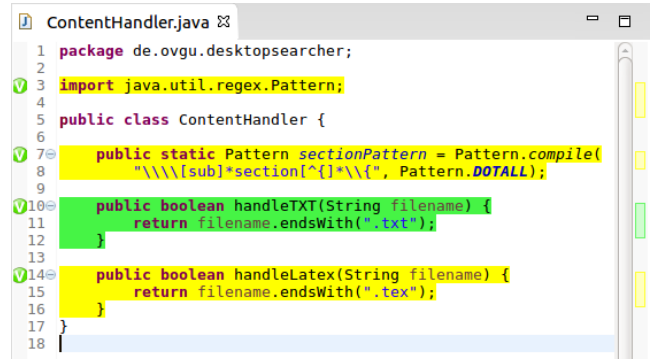 ContentHandler.java
1 package de.ovgu.desktopsearcher;
2
3 import java.util.regex.Pattern;
4
5 public class ContentHandler {
6
7 public static Pattern sectionPattern = Pattern.compile(
8 "\\\\[sub]*section[^{]*\\{", Pattern.DOTALL);
9
10 public boolean handleTXT(String filename) {
11 return filename.endsWith(".txt");
12 }
13
14 public boolean handleLatex(String filename) {
15 return filename.endsWith(".tex");
16 }
17 }
18